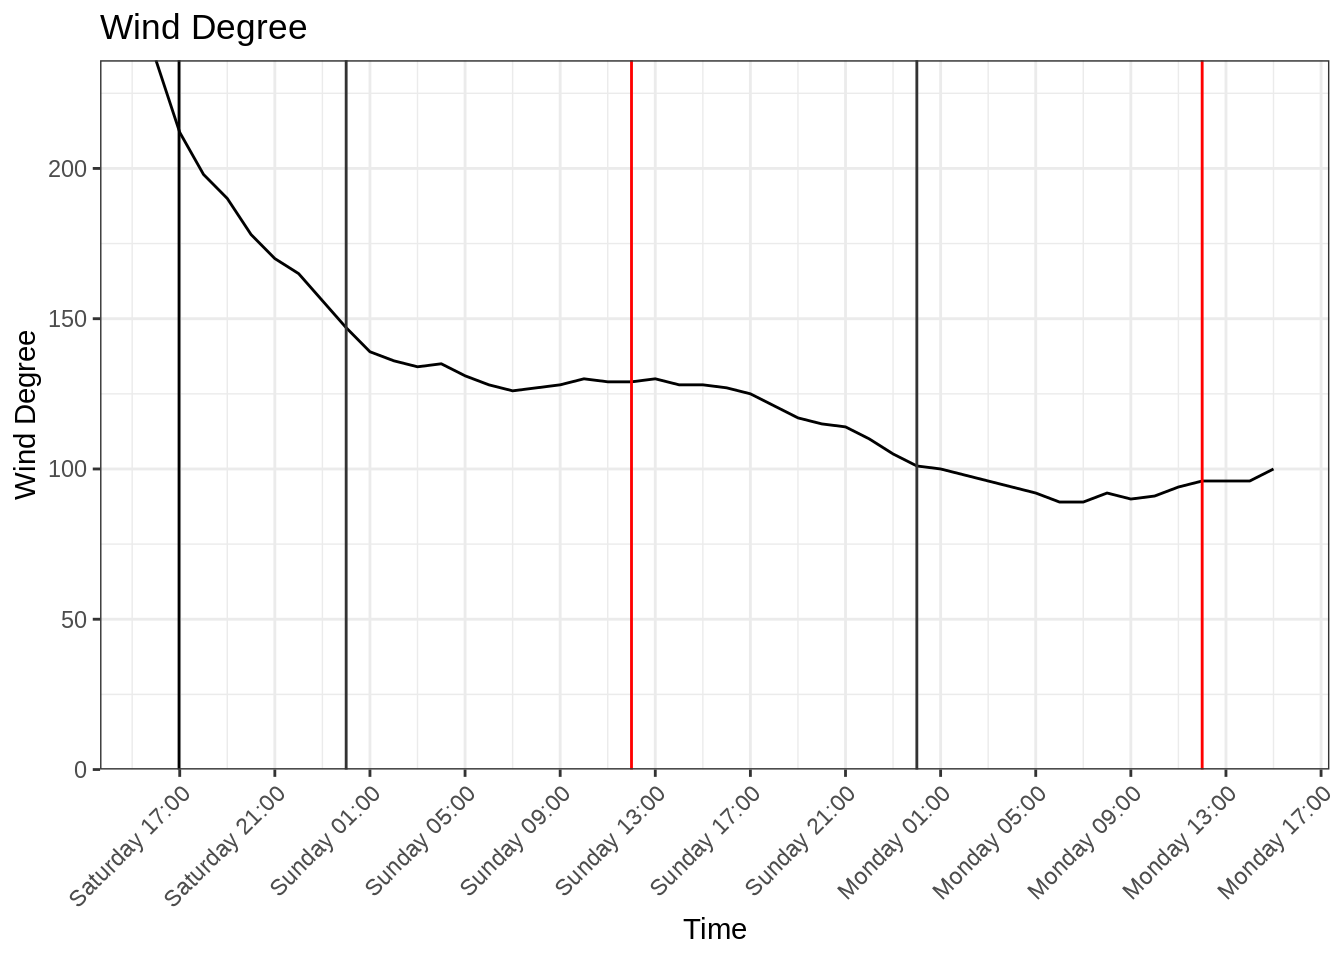 Wind Degree
Wind Degree
200
150
100
50
0
Saturday 17:00
Saturday 21:00
Sunday 01:00
Sunday 05:00
Sunday 09:00
Sunday 13:00
Sunday 17:00
Sunday 21:00
Monday 01:00
Monday 05:00
Monday 09:00
Monday 13:00
Monday 17:00
Time